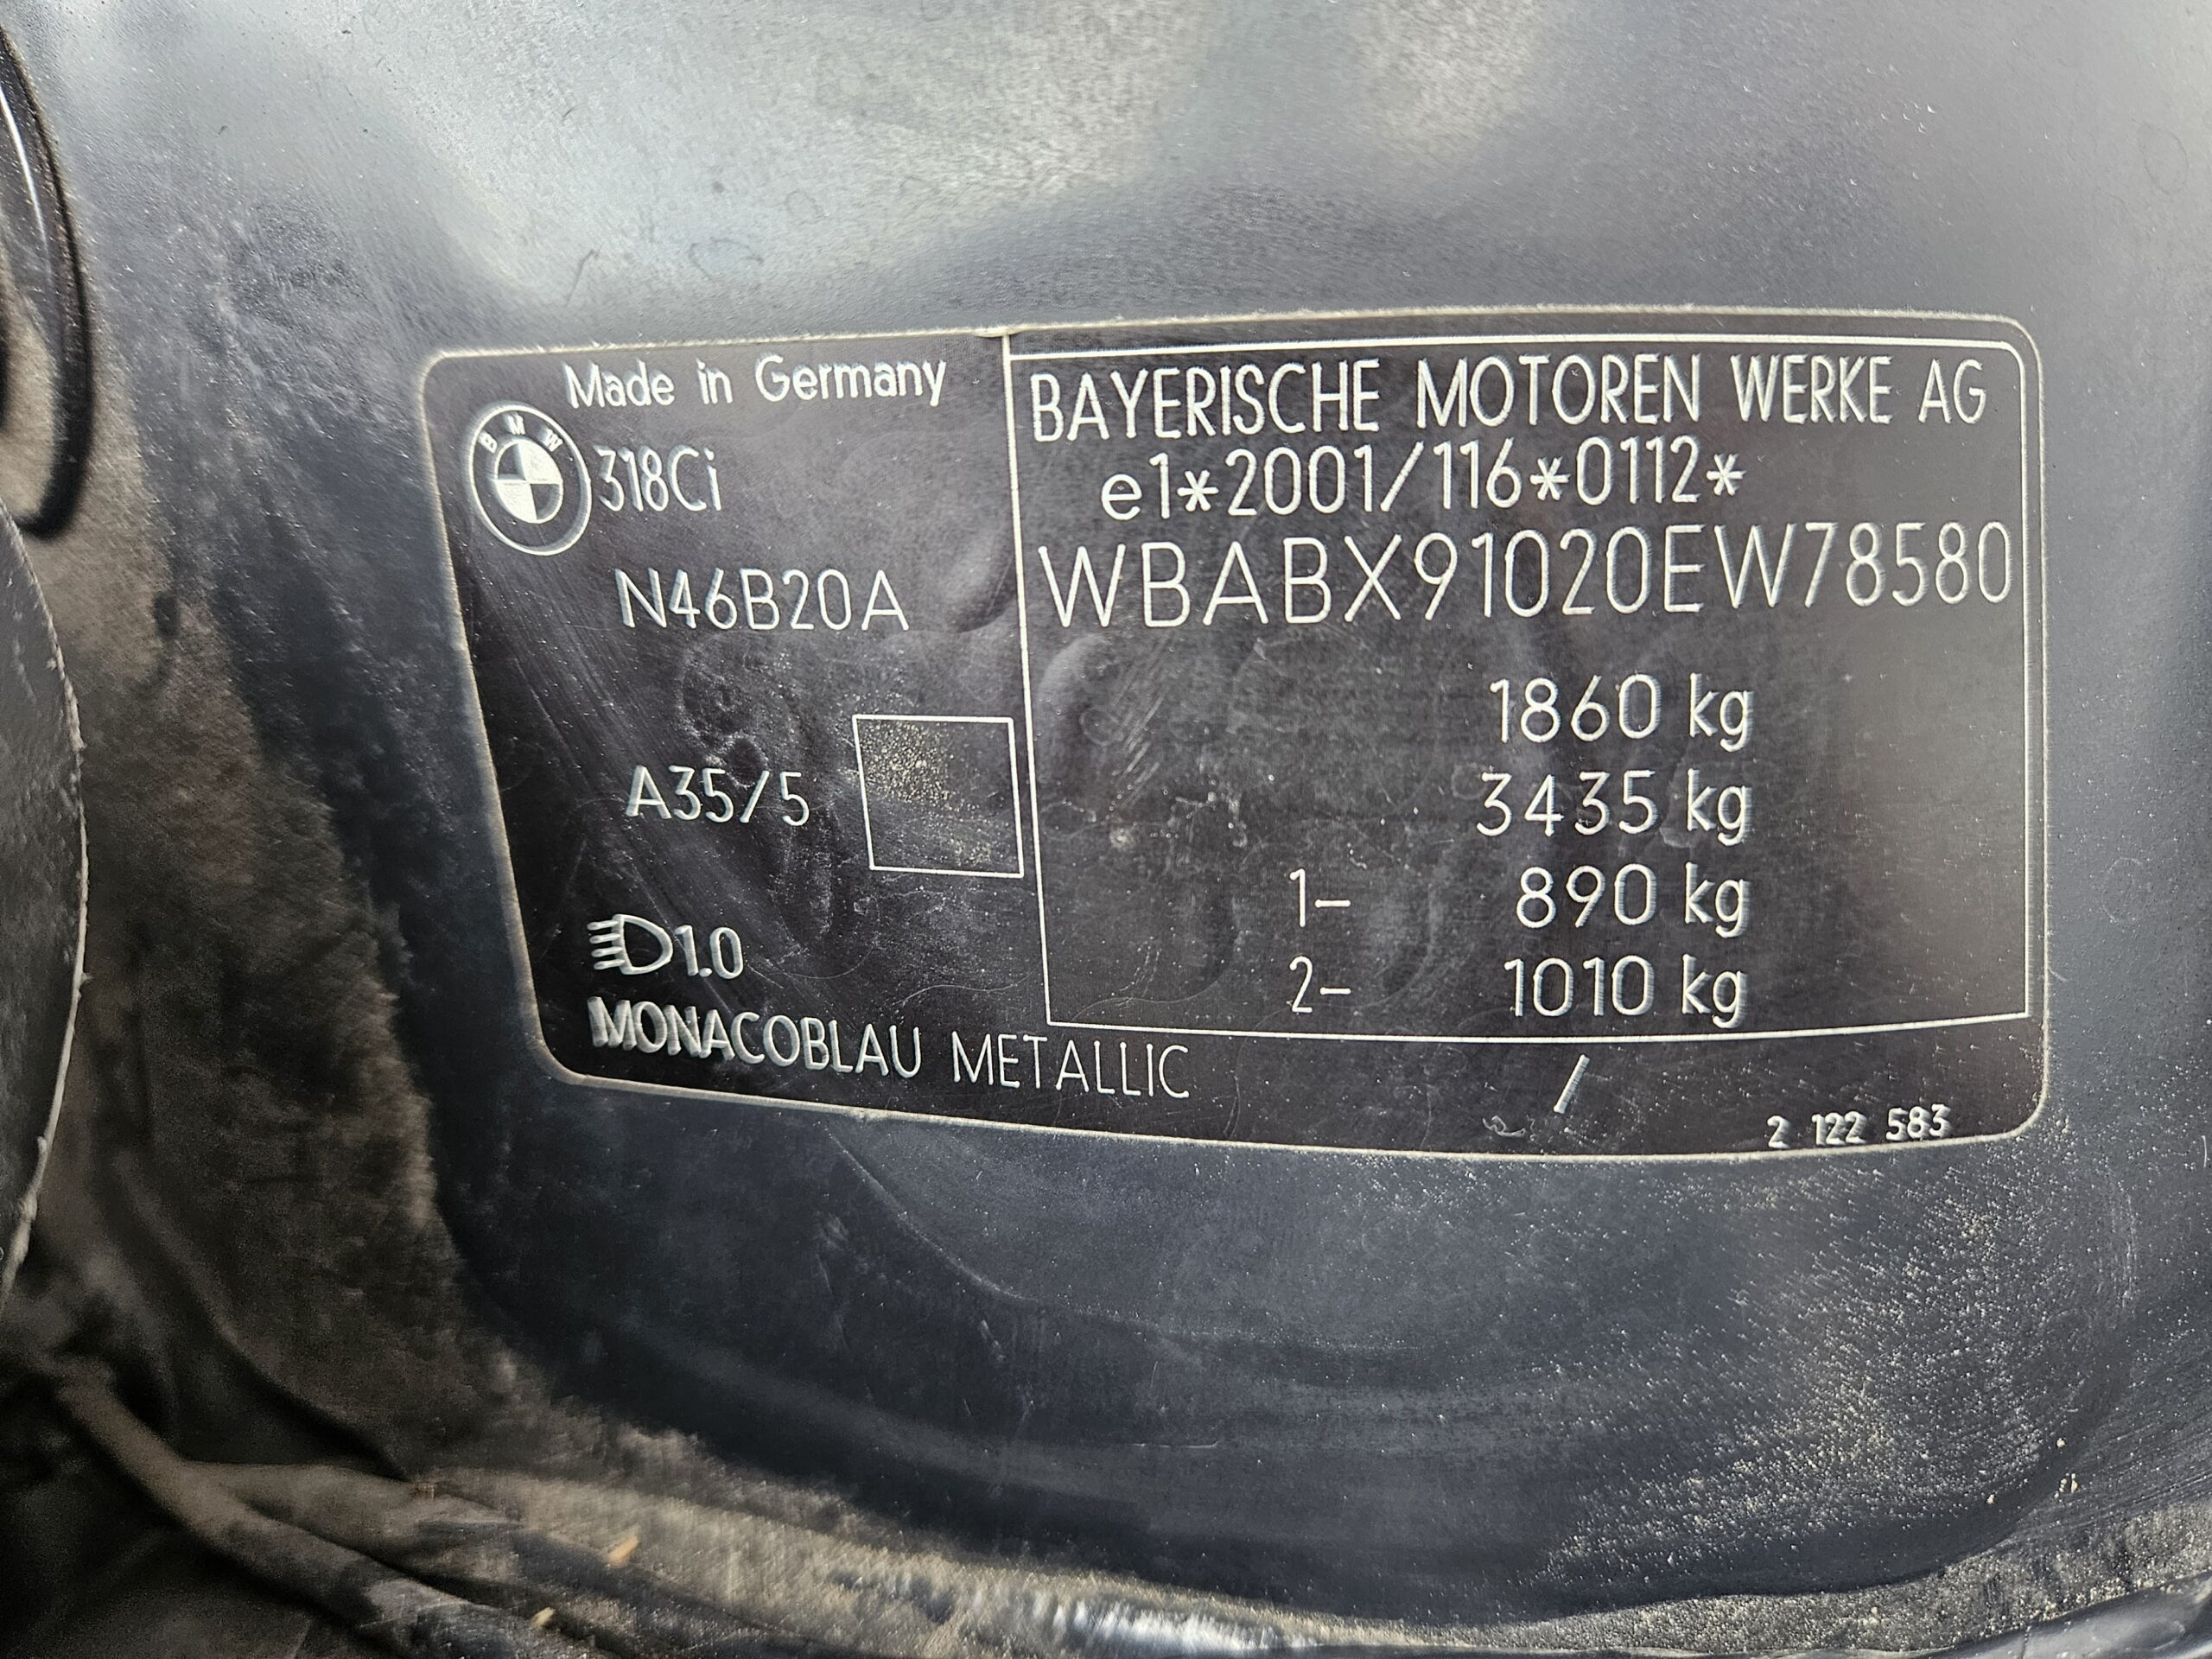 Made in Germany
BMW
318Ci
N46B20A
A35/5
1.0
MONACOBLAU METALLIC
BAYERISCHE MOTOREN WERKE AG
e1*2001/116*0112*
WBABX91020EW78580
1860 kg
3435 kg
1- 890 kg
2- 1010 kg
/
2 122 583